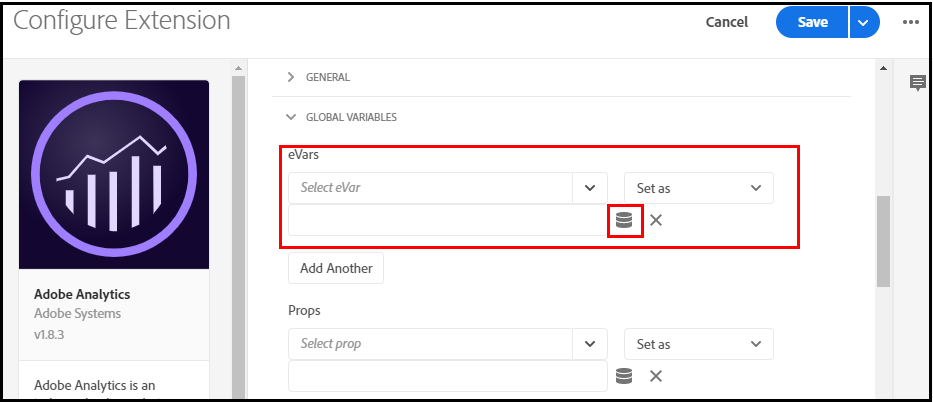 Configure Extension
Cancel
Save
GENERAL
GLOBAL VARIABLES
eVars
Select eVar
Set as
Add Another
Props
Select prop
Set as
Adobe Analytics
Adobe Systems
v1.8.3
Adobe Analytics is an